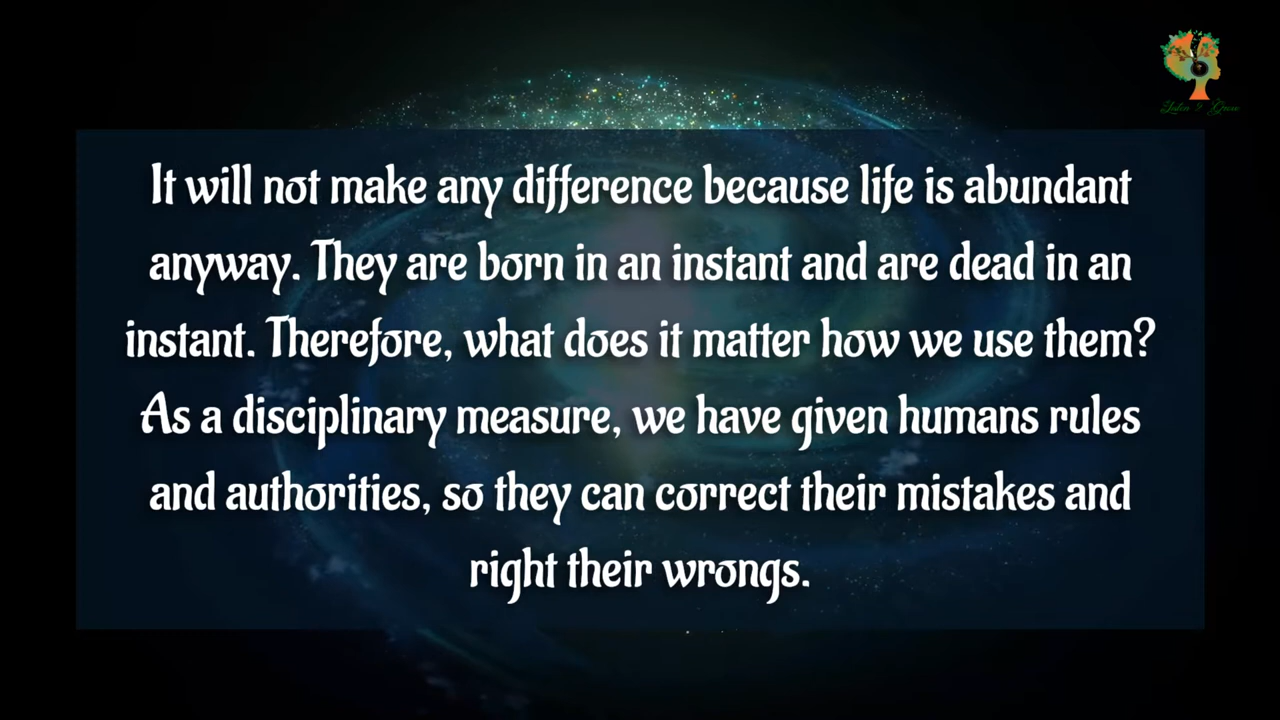 It will not make any difference because life is abundant
anyway. They are born in an instant and are dead in an
instant. Therefore, what does it matter how we use them?
As a disciplinary measure, we have given humans rules
and authorities, so they can correct their mistakes and
right their wrongs.